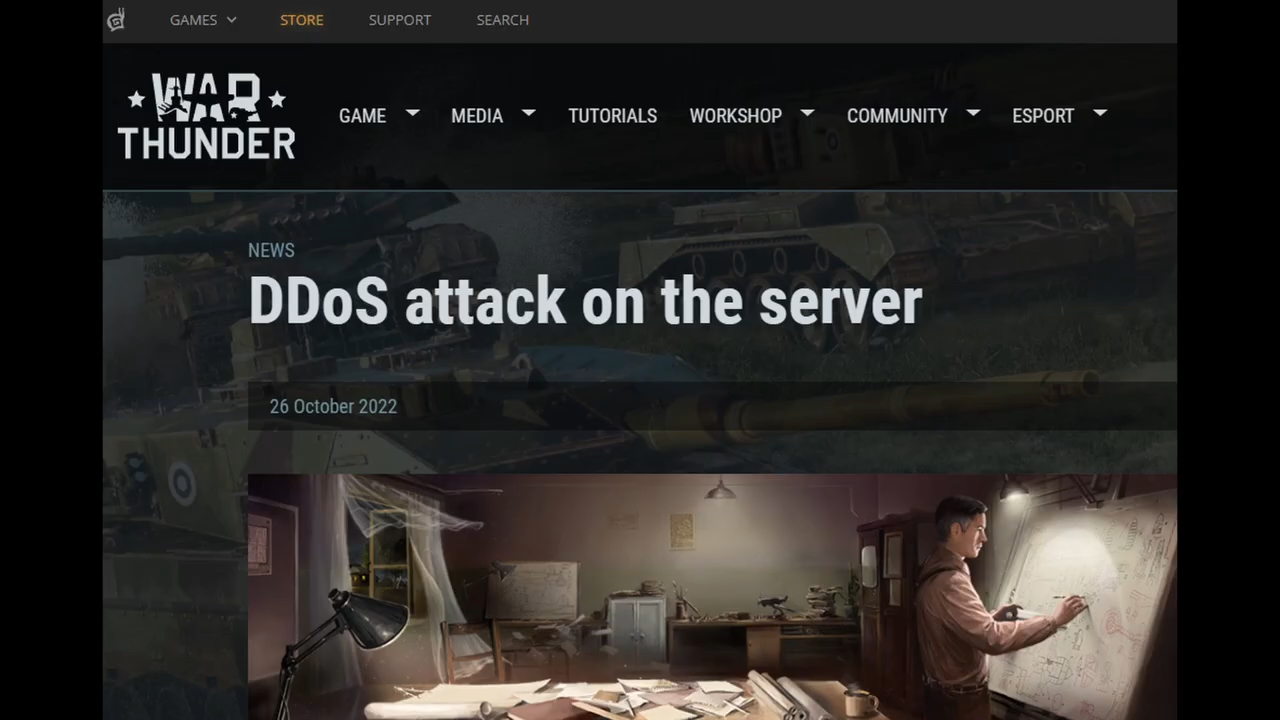 GAMES
STORE
SUPPORT
SEARCH
WAR
THUNDER
GAME
MEDIA
TUTORIALS
WORKSHOP
COMMUNITY
ESPORT
NEWS
DDoS attack on the server
26 October 2022